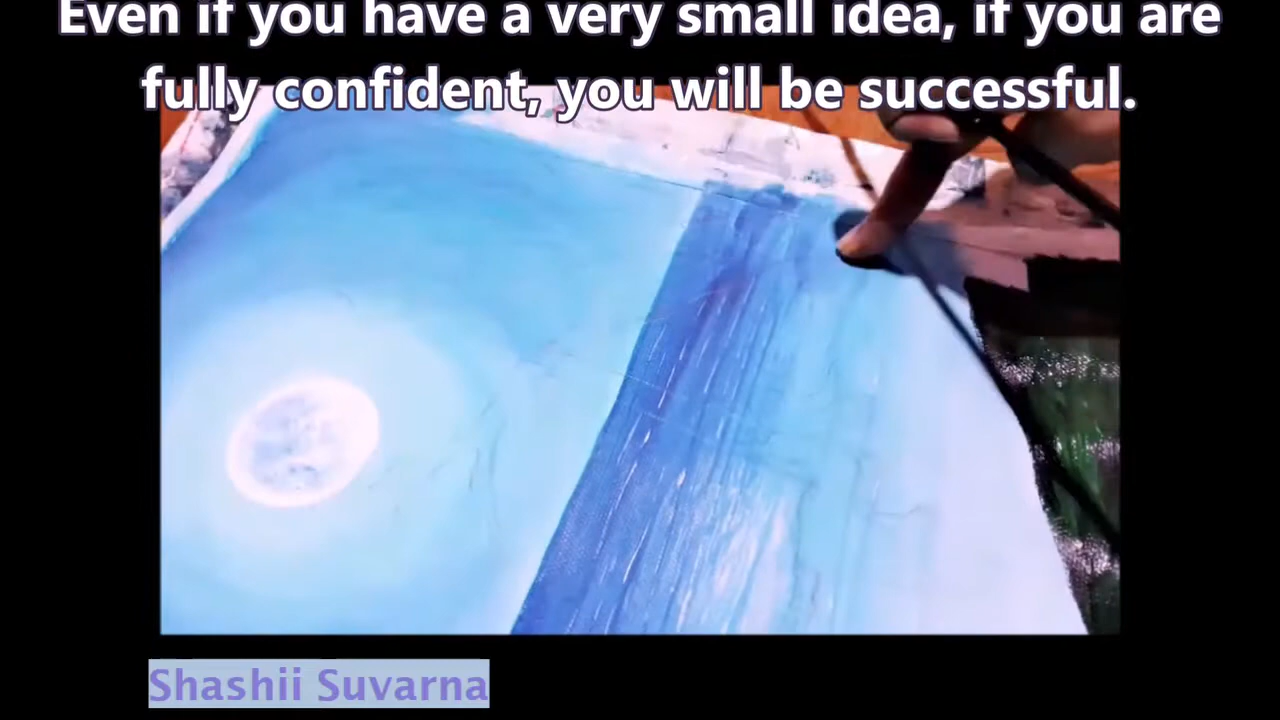 Even if you have a very small idea, if you are
fully confident, you will be successful.
Shashii Suvarna